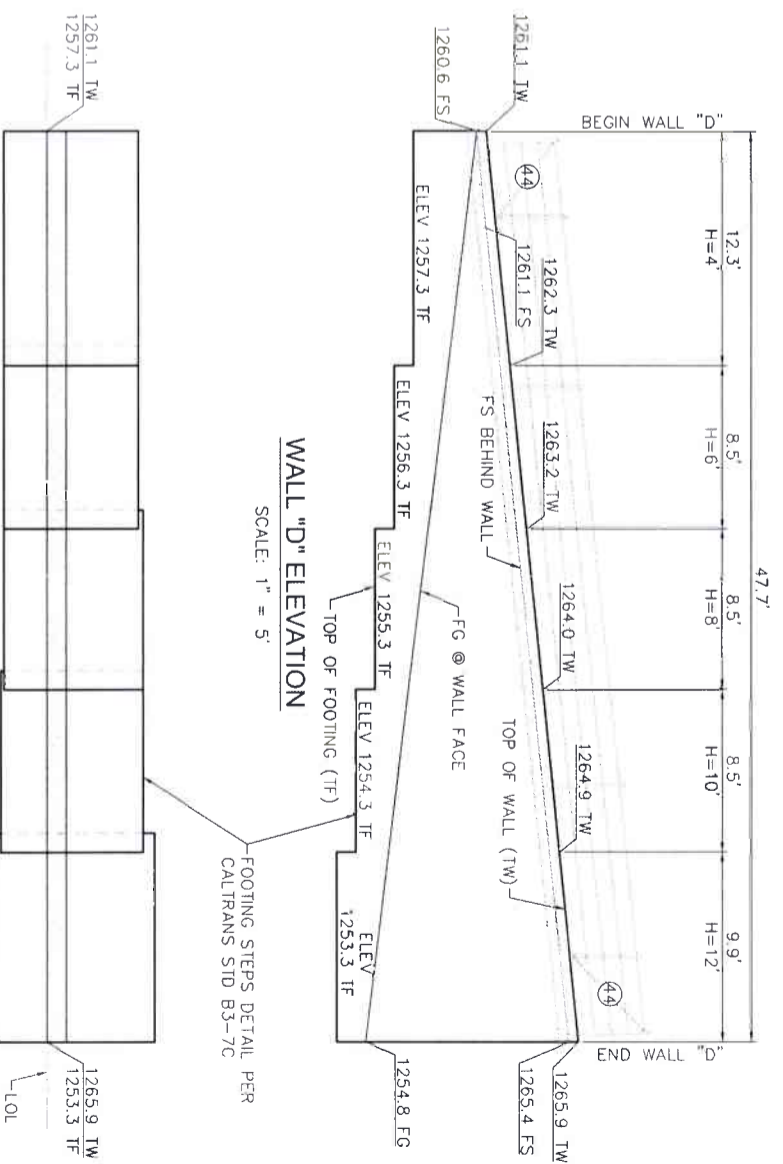 47.7'
12.3'
8.5'
8.5'
8.5'
9.9'
H=4'
H=6'
H=8'
H=10'
H=12'
BEGIN WALL "D"
END WALL "D"
1261.1 TW
1260.6 FS
44
1261.1 FS
1262.3 TW
1263.2 TW
1264.0 TW
1264.9 TW
44
1265.9 TW
1265.4 FS
FS BEHIND WALL
TOP OF WALL (TW)
FG @ WALL FACE
1254.8 FG
ELEV 1257.3 TF
ELEV 1256.3 TF
ELEV 1255.3 TF
ELEV 1254.3 TF
ELEV
1253.3 TF
TOP OF FOOTING (TF)
WALL "D" ELEVATION
SCALE: 1" = 5'
FOOTING STEPS DETAIL PER
CALTRANS STD B3-7C
1261.1 TW
1257.3 TF
1265.9 TW
1253.3 TF
LOL